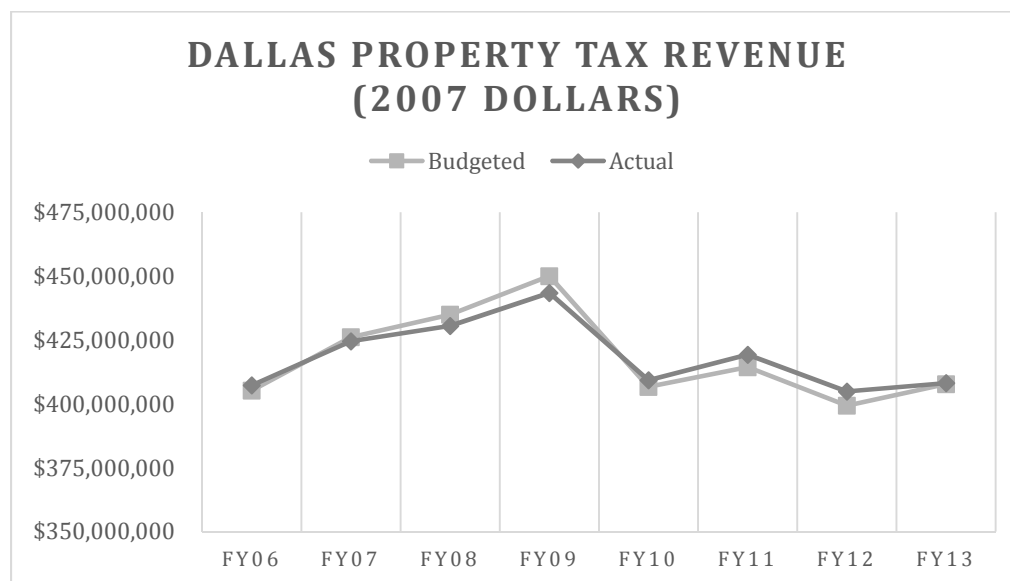 DALLAS PROPERTY TAX REVENUE
(2007 DOLLARS)
Budgeted Actual
$475,000,000
$450,000,000
$425,000,000
$400,000,000
$375,000,000
$350,000,000
FY06 FY07 FY08 FY09 FY10 FY11 FY12 FY13